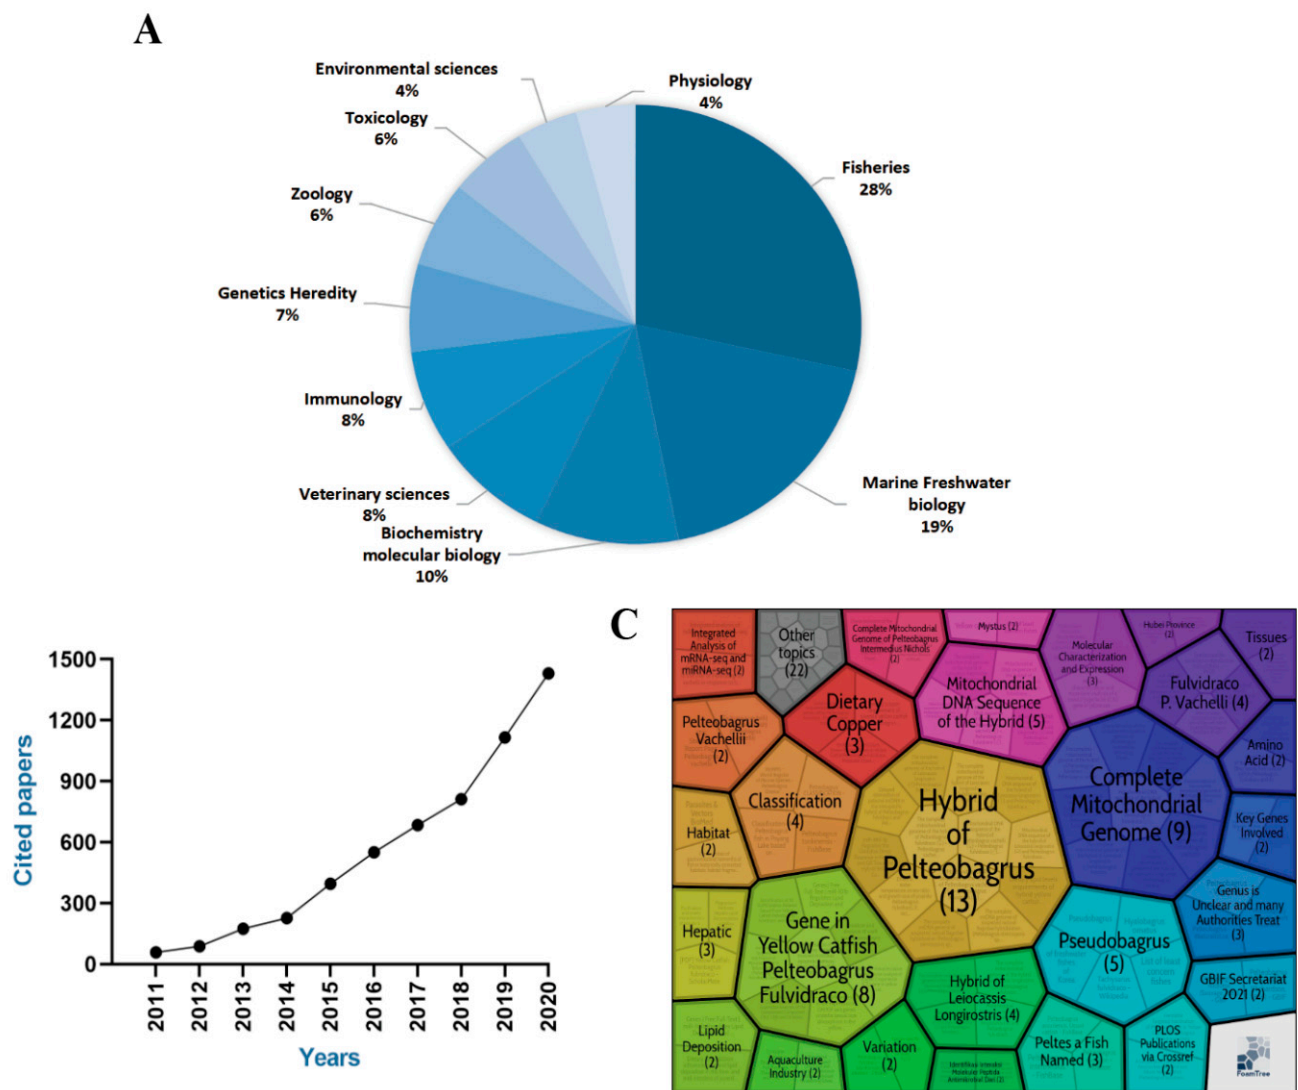 A
Environmental sciences
4%
Physiology
4%
Toxicology
6%
Fisheries
28%
Zoology
6%
Genetics Heredity
7%
Immunology
8%
Veterinary sciences
8%
Marine Freshwater
biology
19%
Biochemistry
molecular biology
10%
Cited papers
1500
1200
900
600
300
0
2011
2012
2013
2014
2015
2016
2017
2018
2019
2020
Years
C
Integrated
Analysis of
mRNA-seq and
miRNA-seq (2)
Other
topics
(22)
Complete Mitochondrial
Genome of Pelteobagrus
Intermedius Nichols
(2)
Mystus (2)
Molecular
Characterization
and Expression
(3)
Hubei Province
(2)
Tissues
(2)
Pelteobagrus
Vachellii
(2)
Dietary
Copper
(3)
Mitochondrial
DNA Sequence
of the Hybrid (5)
Fulvidraco
P. Vachelli (4)
Amino
Acid (2)
Habitat
(2)
Classification
(4)
Hybrid
of
Pelteobagrus
(13)
Complete
Mitochondrial
Genome (9)
Key Genes
Involved
(2)
Hepatic
(3)
Gene in
Yellow Catfish
Pelteobagrus
Fulvidraco (8)
Pseudobagrus
(5)
Genus is
Unclear and many
Authorities Treat
(3)
GBIF Secretariat
2021 (2)
Lipid
Deposition
(2)
Aquaculture
Industry (2)
Variation
(2)
Hybrid of
Leiocassis
Longirostris (4)
Peltes a Fish
Named (3)
PLOS
Publications
via Crossref
(2)
FoamTree